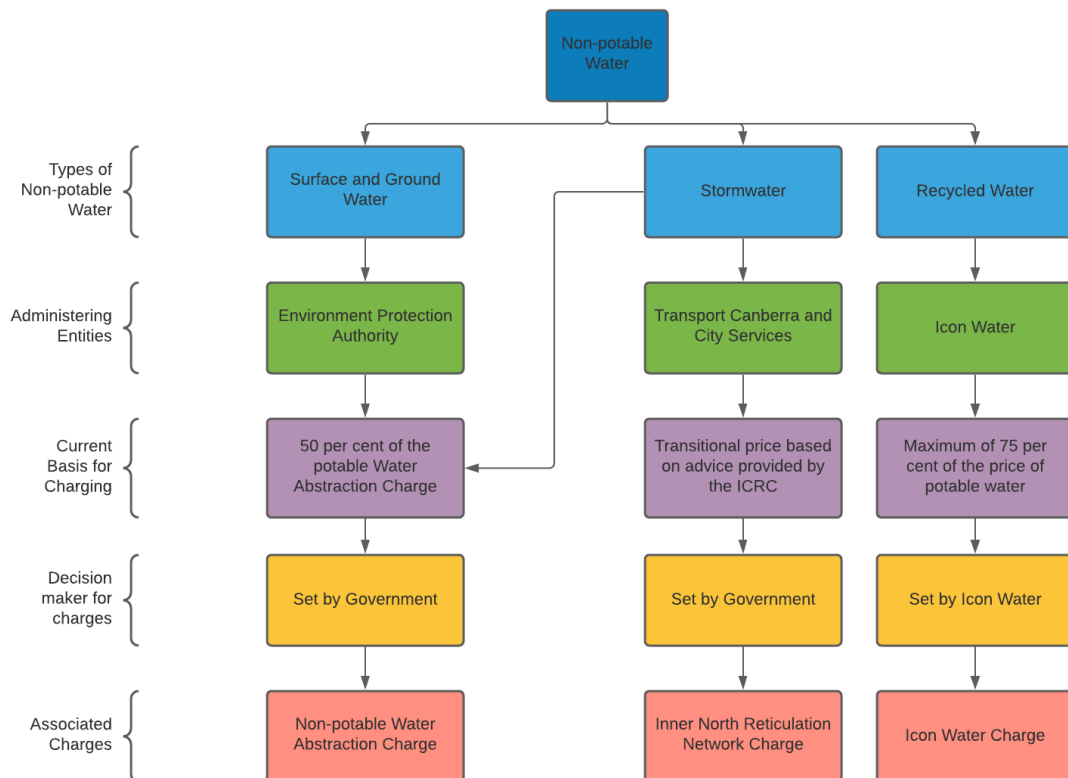 Non-potable
Water
Types of
Non-potable
Water
Surface and Ground
Water
Stormwater
Recycled Water
Administering
Entities
Environment Protection
Authority
Transport Canberra and
City Services
Icon Water
Current
Basis for
Charging
50 per cent of the
potable Water
Abstraction Charge
Transitional price based
on advice provided by
the ICRC
Maximum of 75 per
cent of the price of
potable water
Decision
maker for
charges
Set by Government
Set by Government
Set by Icon Water
Associated
Charges
Non-potable Water
Abstraction Charge
Inner North Reticulation
Network Charge
Icon Water Charge